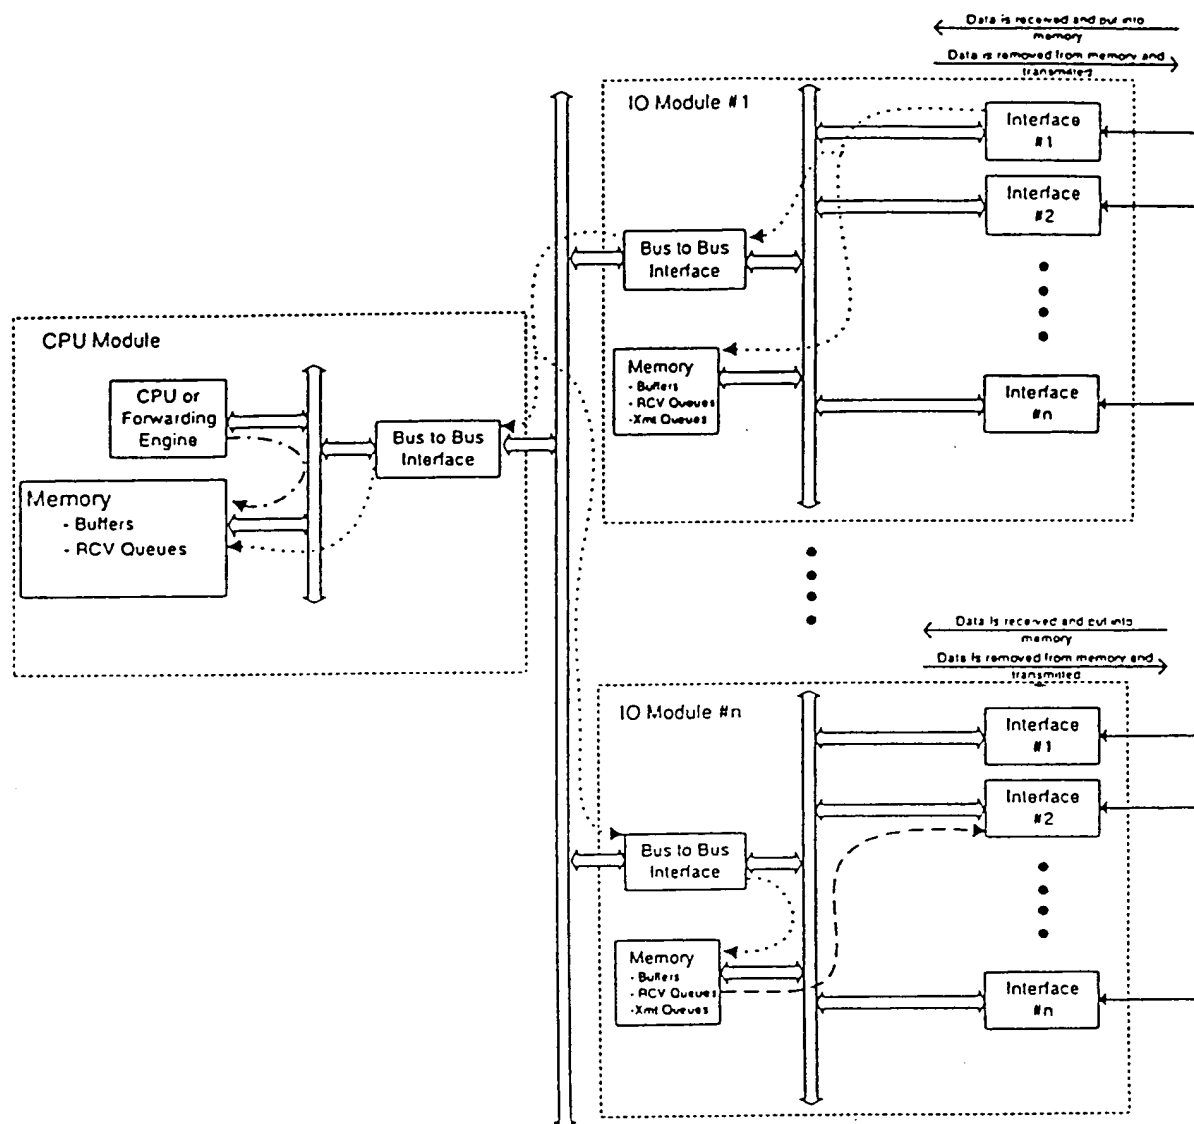 Data is received and put into
memory
Data is removed from memory and
transmitted
IO Module #1
Interface
#1
Interface
#2
Bus to Bus
Interface
Memory
- Buffers
- RCV Queues
-Xmt Queues
Interface
#n
CPU Module
CPU or
Forwarding
Engine
Bus to Bus
Interface
Memory
- Buffers
- RCV Queues
Data is received and put into
memory
Data is removed from memory and
transmitted
IO Module #n
Interface
#1
Interface
#2
Bus to Bus
Interface
Memory
- Buffers
- RCV Queues
-Xmt Queues
Interface
#n